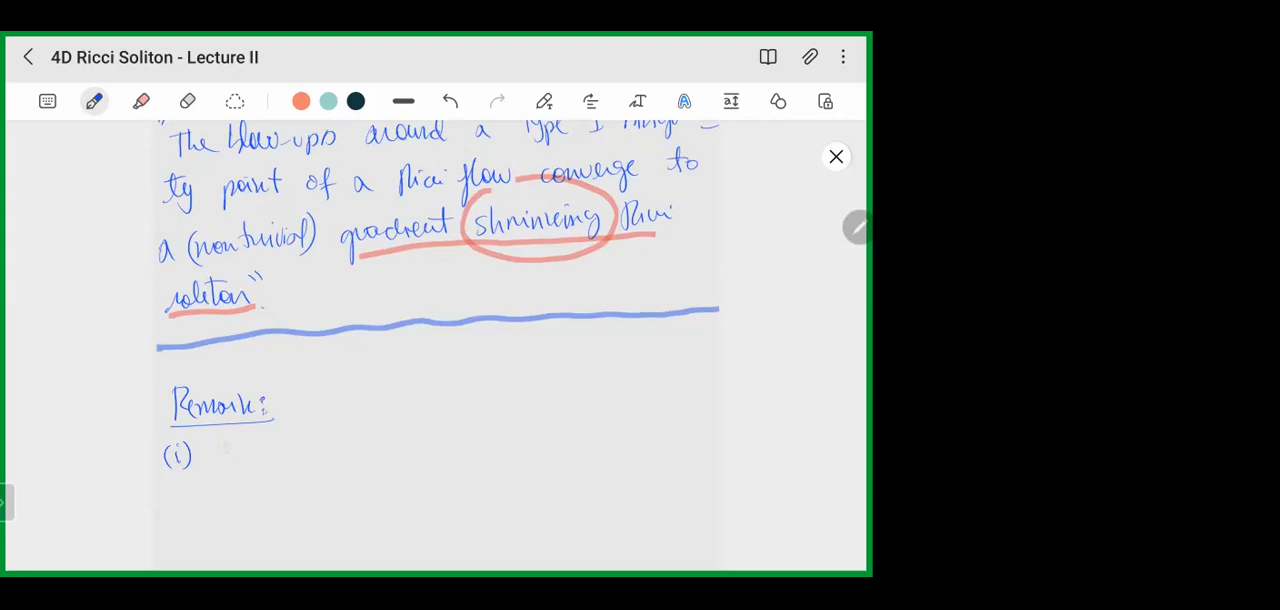 4D Ricci Soliton - Lecture II
"The blow-ups around a Type I singu-
ty point of a Ricci flow converge to
a (nontrivial) gradient shrinking Ricci
soliton".
Remark:
(i)